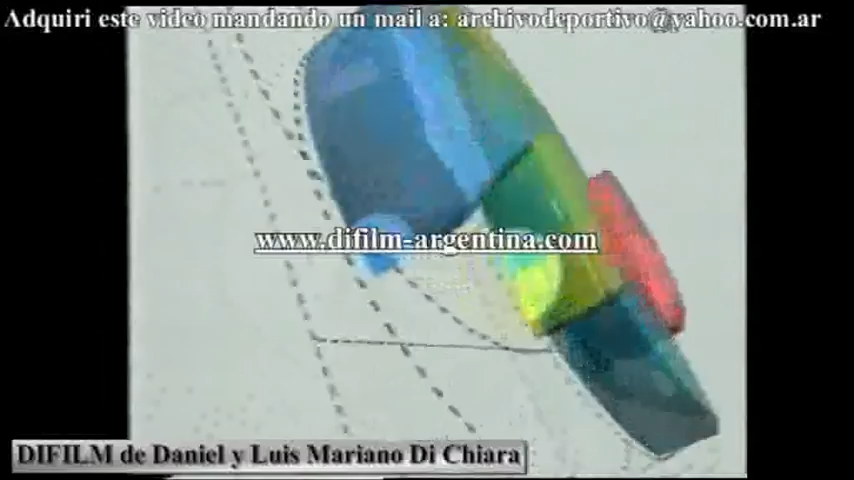 Adquiri este video mandando un mail a: archivodeportivo@yahoo.com.ar
www.difilm-argentina.com
DIFILM de Daniel y Luis Mariano Di Chiara